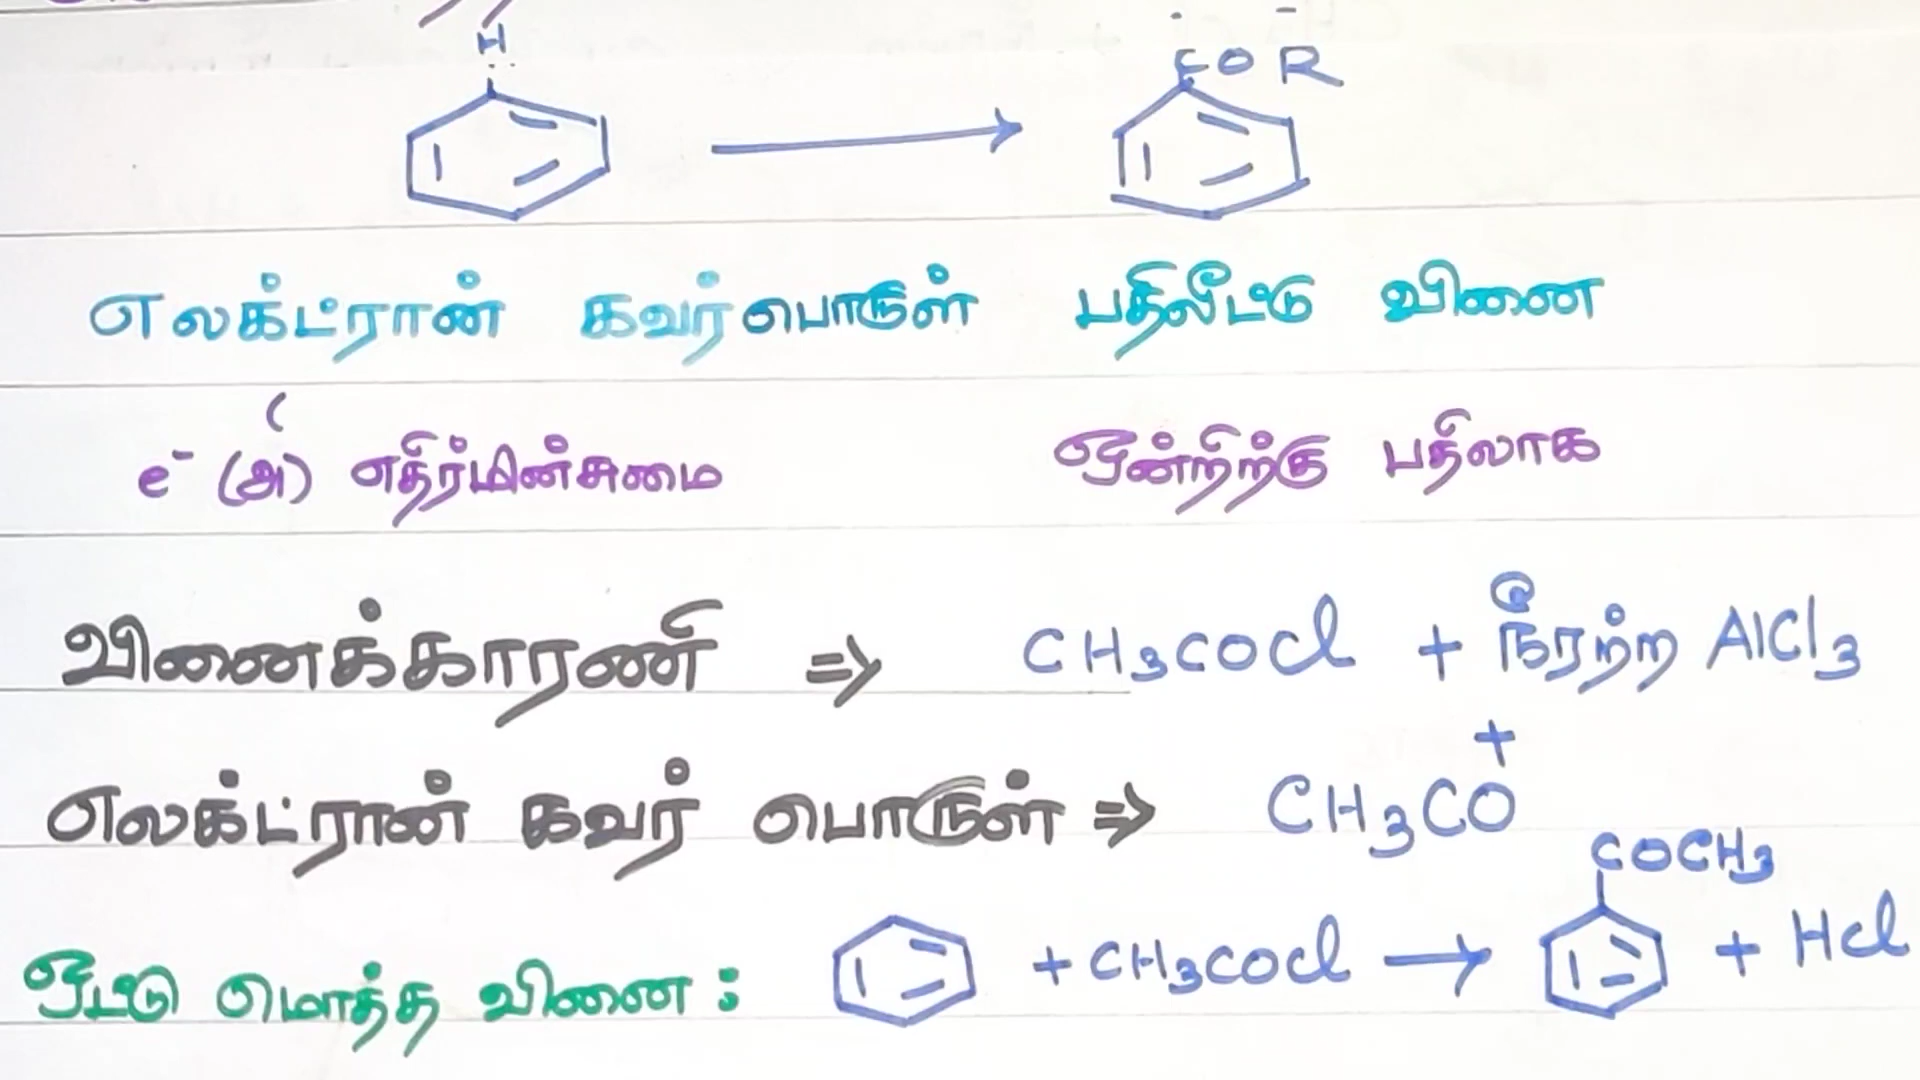 H COR
எலக்ட்ரான் கவர்பொருள் பதிலீட்டு வினை
e⁻ (அ) எதிர்மின்சுமை ஒன்றிற்கு பதிலாக
வினைக்காரணி ⇒ CH₃COCl + நீரற்ற AlCl₃
எலக்ட்ரான் கவர் பொருள் ⇒ CH₃CO⁺
COCH₃
ஒட்டு மொத்த வினை : + CH₃COCl → + HCl